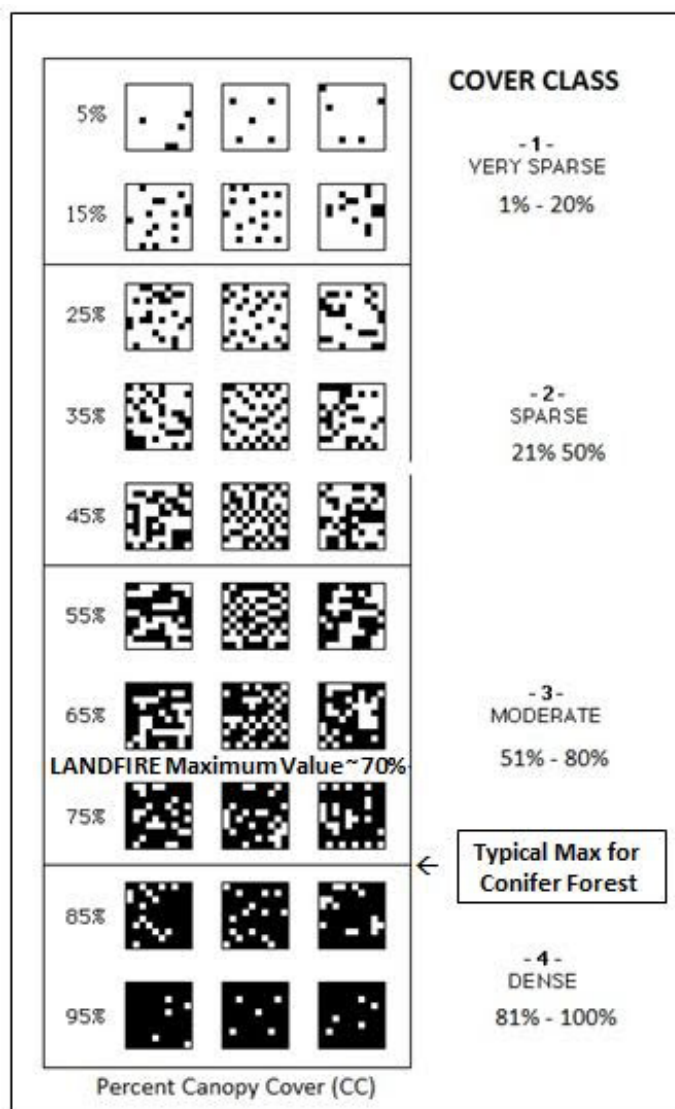 COVER CLASS
5%
- 1 -
VERY SPARSE
1% - 20%
15%
25%
35%
- 2 -
SPARSE
21% 50%
45%
55%
65%
- 3 -
MODERATE
51% - 80%
LANDFIRE Maximum Value ~ 70%
75%
Typical Max for
Conifer Forest
85%
- 4 -
DENSE
81% - 100%
95%
Percent Canopy Cover (CC)